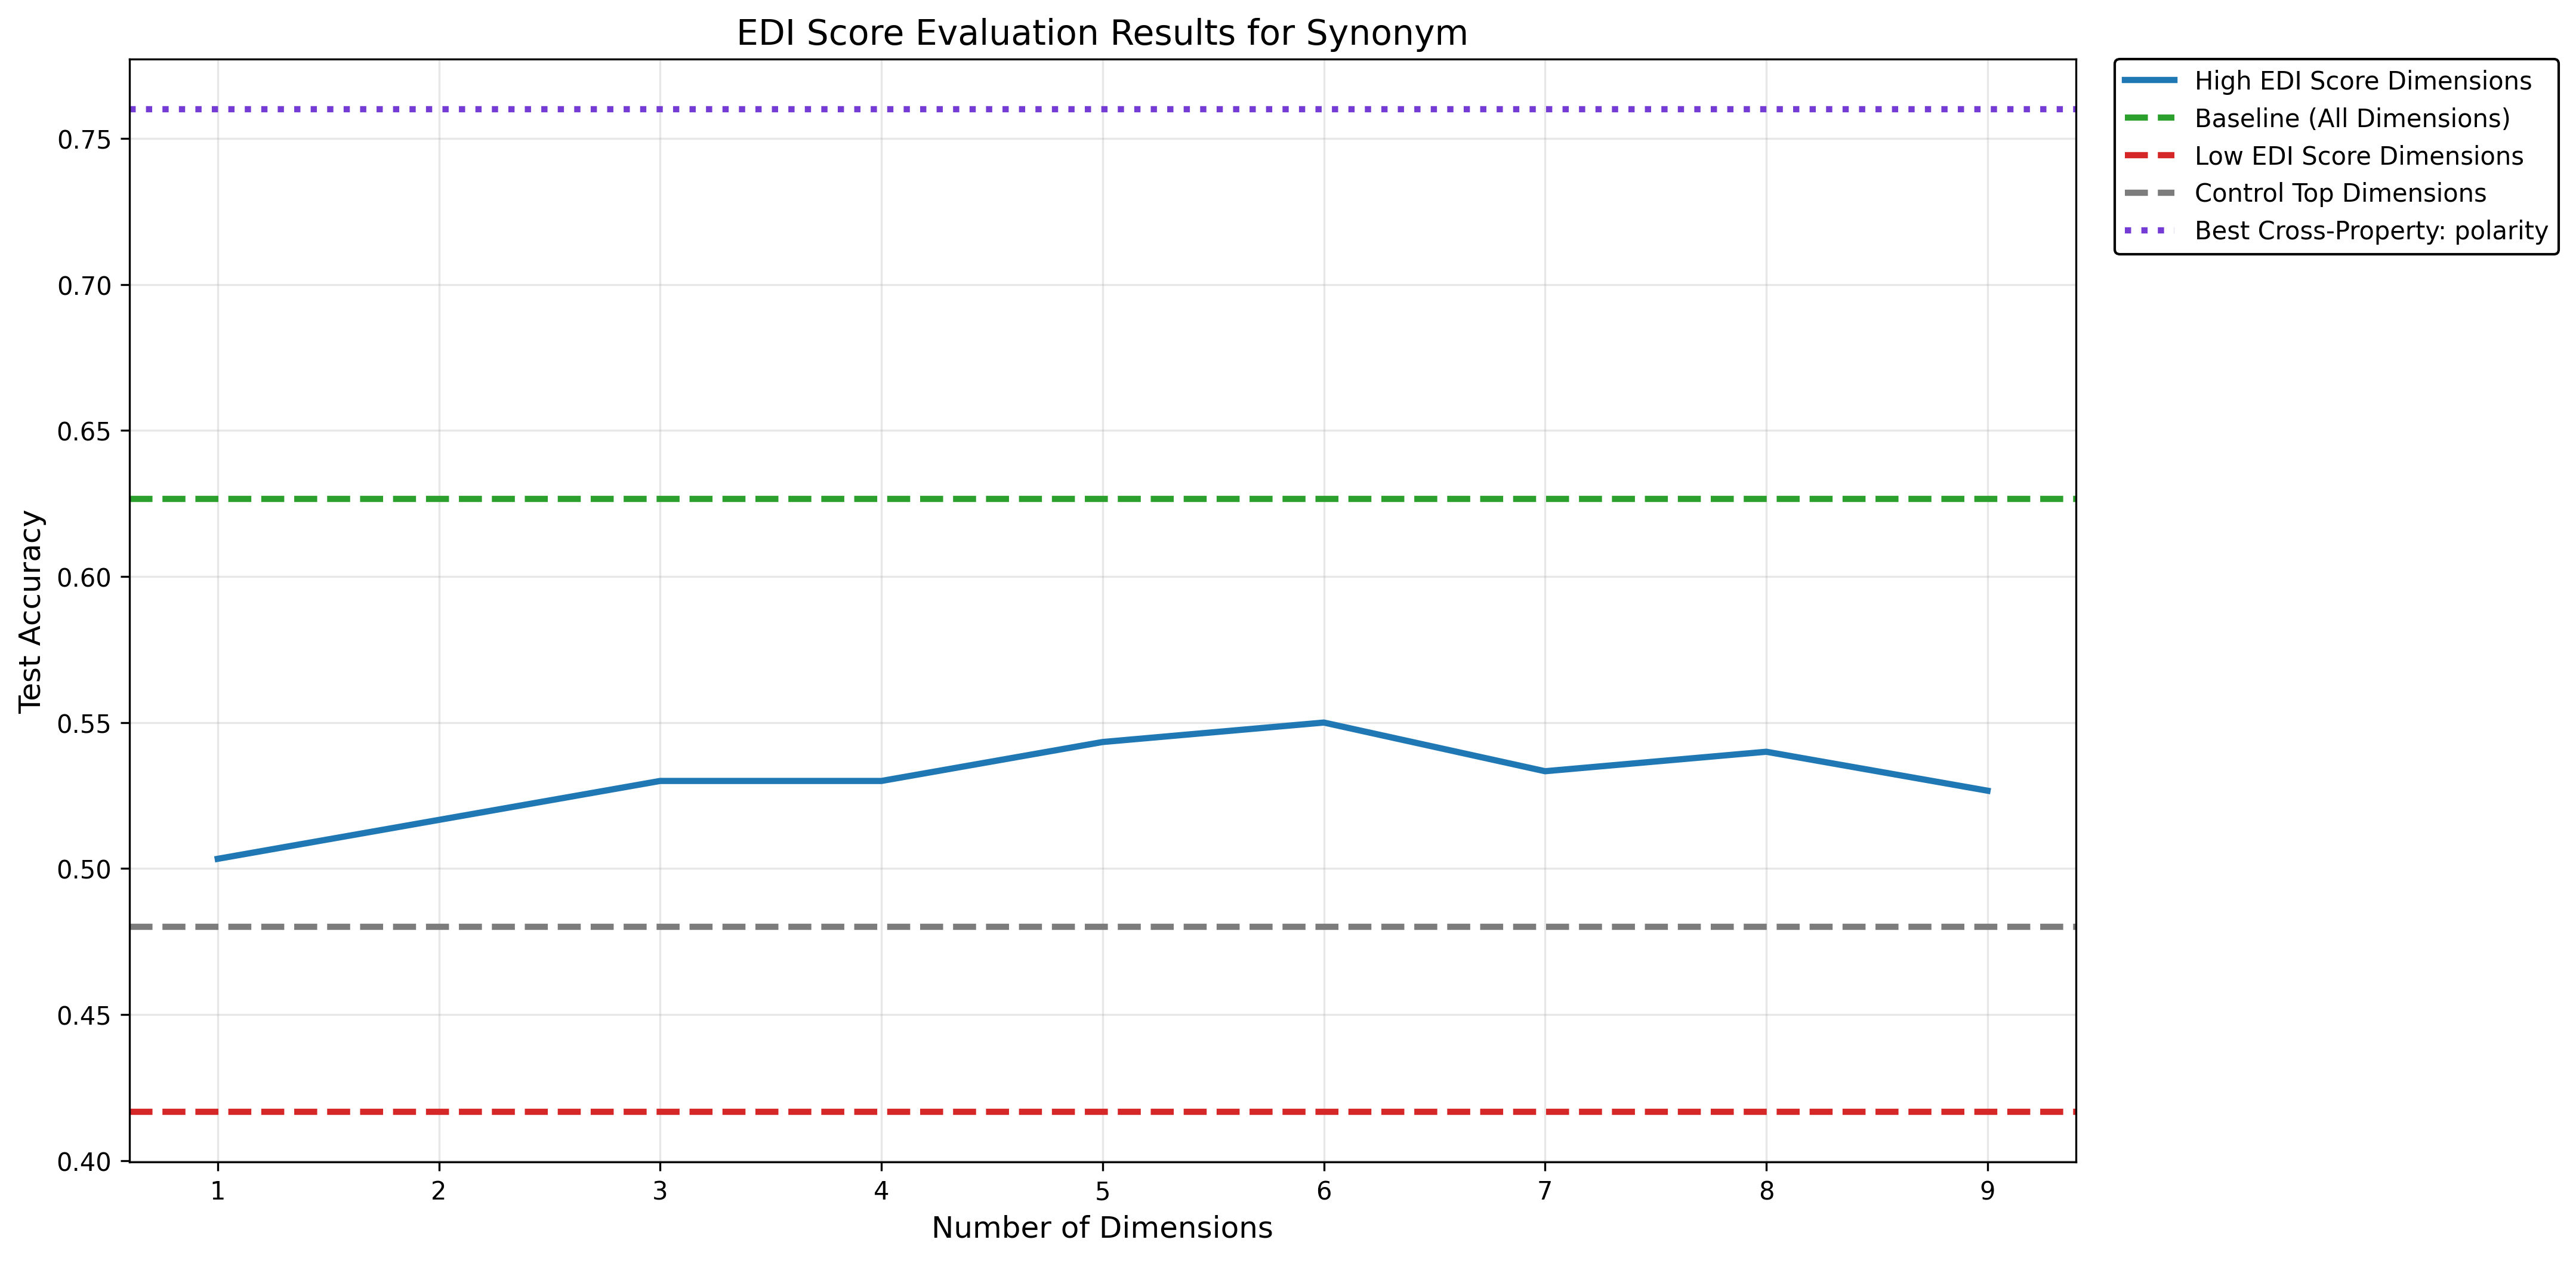 EDI Score Evaluation Results for Synonym
High EDI Score Dimensions
Baseline (All Dimensions)
Low EDI Score Dimensions
Control Top Dimensions
Best Cross-Property: polarity
Test Accuracy
0.75
0.70
0.65
0.60
0.55
0.50
0.45
0.40
1 2 3 4 5 6 7 8 9
Number of Dimensions